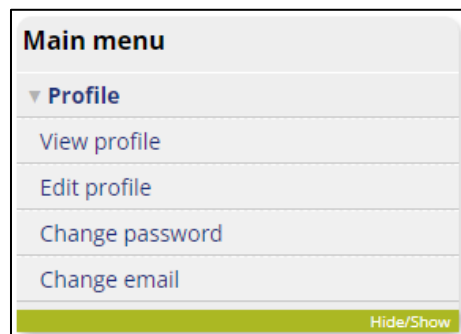 Main menu
Profile
View profile
Edit profile
Change password
Change email
Hide/Show